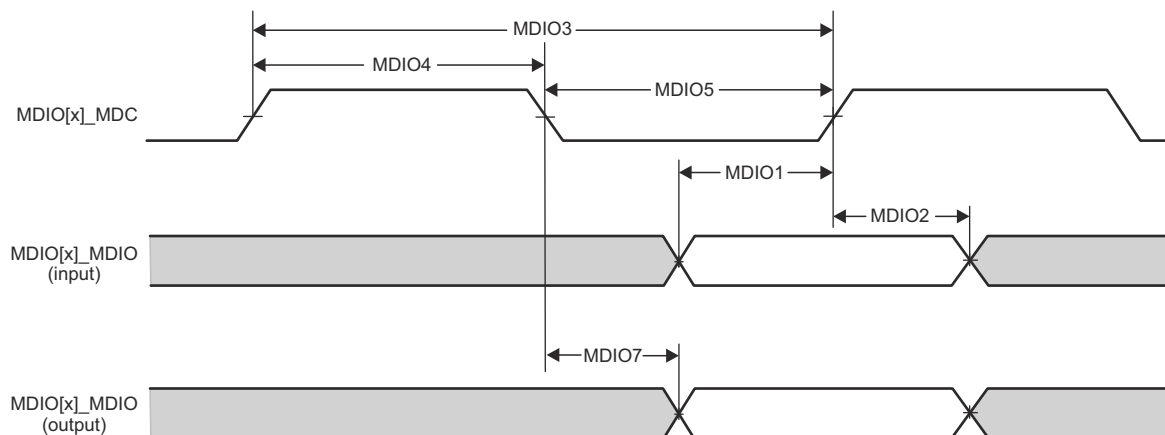 MDIO3
MDIO4
MDIO5
MDIO[x]_MDC
MDIO1
MDIO2
MDIO[x]_MDIO
(input)
MDIO7
MDIO[x]_MDIO
(output)